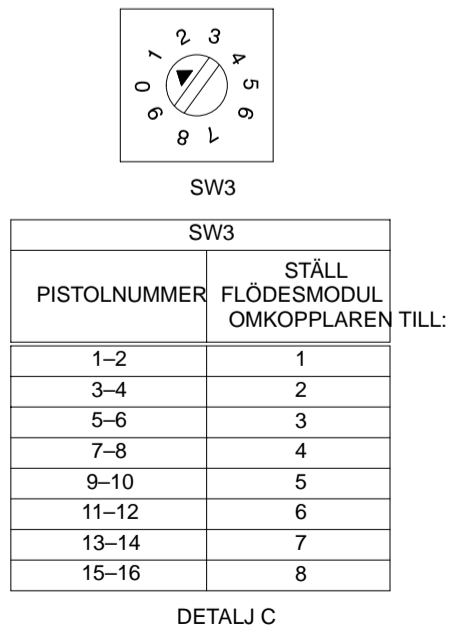 2 3
1 4
0 5
9 6
8 7
SW3
SW3
PISTOLNUMMER
STÄLL
FLÖDESMODUL
OMKOPPLAREN TILL:
1–2 1
3–4 2
5–6 3
7–8 4
9–10 5
11–12 6
13–14 7
15–16 8
DETALJ C